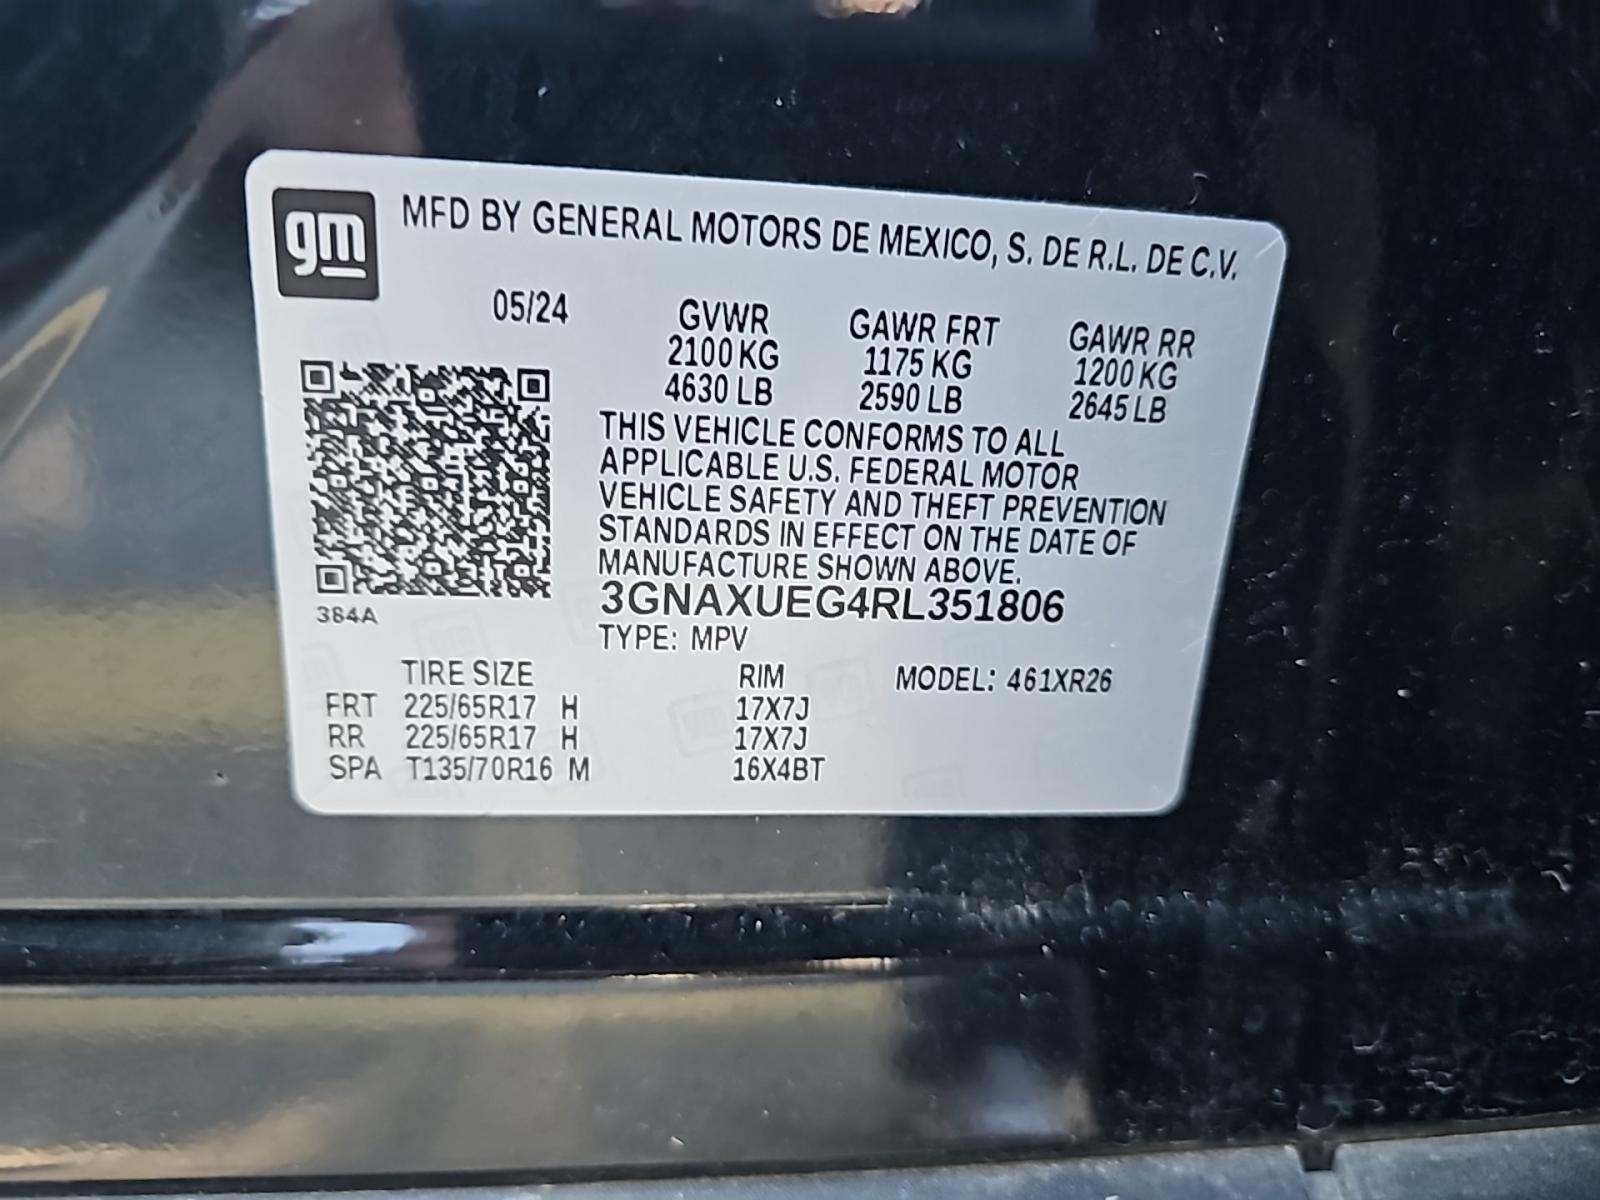 gm
MFD BY GENERAL MOTORS DE MEXICO, S. DE R.L. DE C.V.
05/24 GVWR GAWR FRT GAWR RR
2100 KG 1175 KG 1200 KG
4630 LB 2590 LB 2645 LB
THIS VEHICLE CONFORMS TO ALL
APPLICABLE U.S. FEDERAL MOTOR
VEHICLE SAFETY AND THEFT PREVENTION
STANDARDS IN EFFECT ON THE DATE OF
MANUFACTURE SHOWN ABOVE.
3GNAXUEG4RL351806
384A
TYPE: MPV
TIRE SIZE RIM MODEL: 461XR26
FRT 225/65R17 H 17X7J
RR 225/65R17 H 17X7J
SPA T135/70R16 M 16X4BT